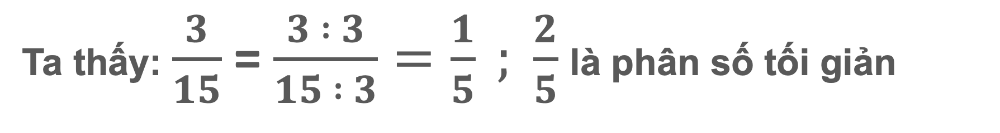 Ta thấy: 3/15 = 3 : 3/15 : 3 = 1/5 ; 2/5 là phân số tối giản